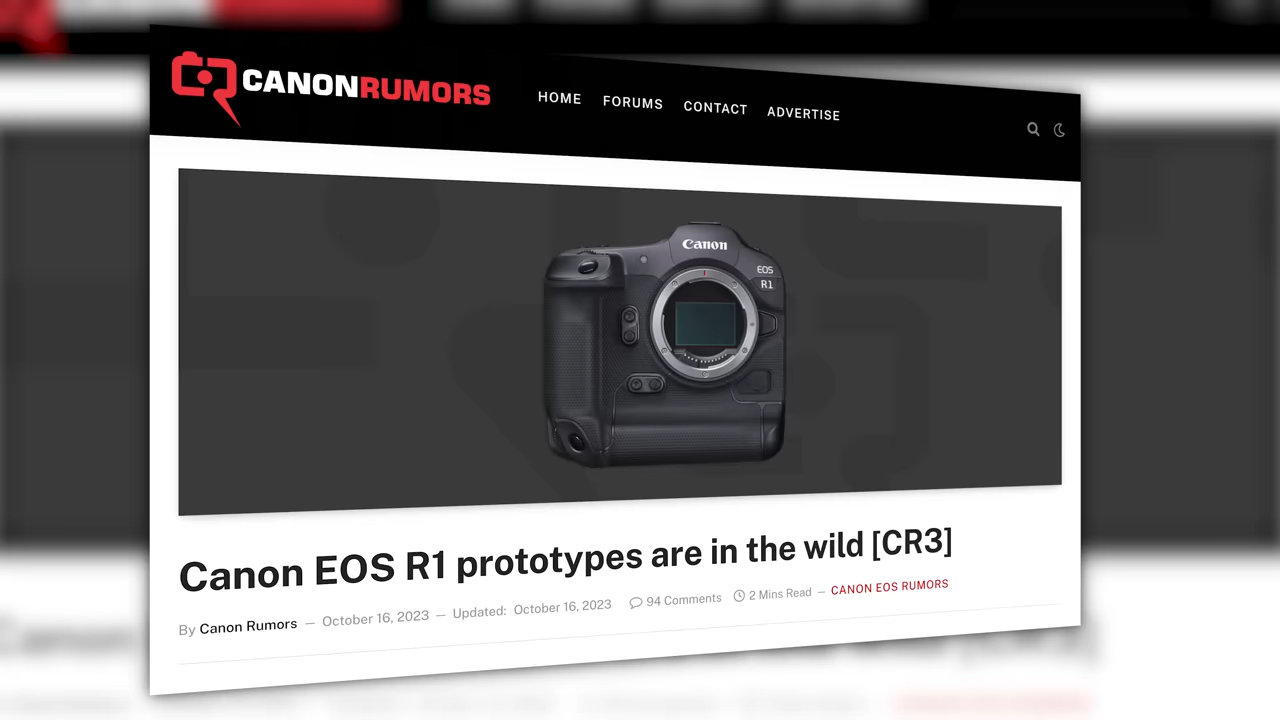 CANONRUMORS
HOME FORUMS CONTACT ADVERTISE
Canon
EOS
R1
Canon EOS R1 prototypes are in the wild [CR3]
By Canon Rumors — October 16, 2023 — Updated: October 16, 2023 94 Comments 2 Mins Read — CANON EOS RUMORS